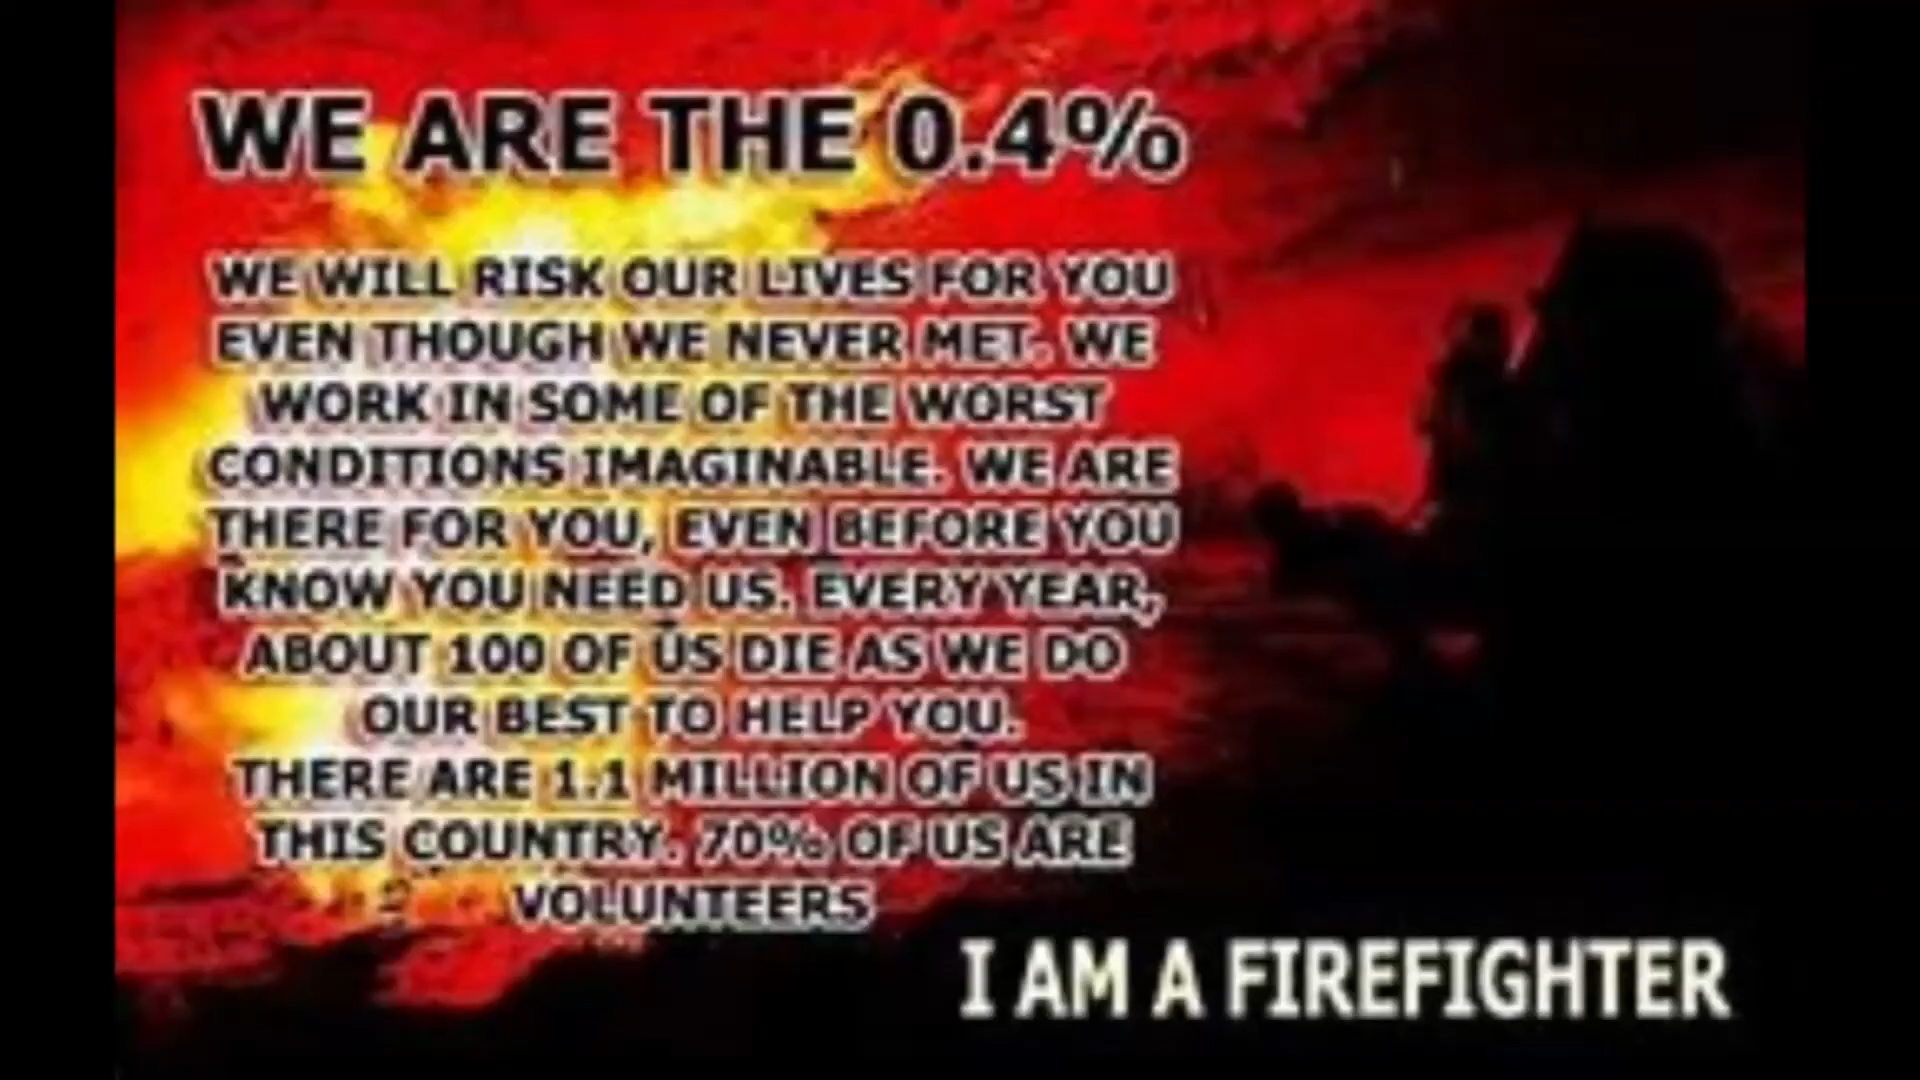 WE ARE THE 0.4%
WE WILL RISK OUR LIVES FOR YOU
EVEN THOUGH WE NEVER MET. WE
WORK IN SOME OF THE WORST
CONDITIONS IMAGINABLE. WE ARE
THERE FOR YOU, EVEN BEFORE YOU
KNOW YOU NEED US. EVERY YEAR,
ABOUT 100 OF US DIE AS WE DO
OUR BEST TO HELP YOU.
THERE ARE 1.1 MILLION OF US IN
THIS COUNTRY. 70% OF US ARE
VOLUNTEERS
I AM A FIREFIGHTER